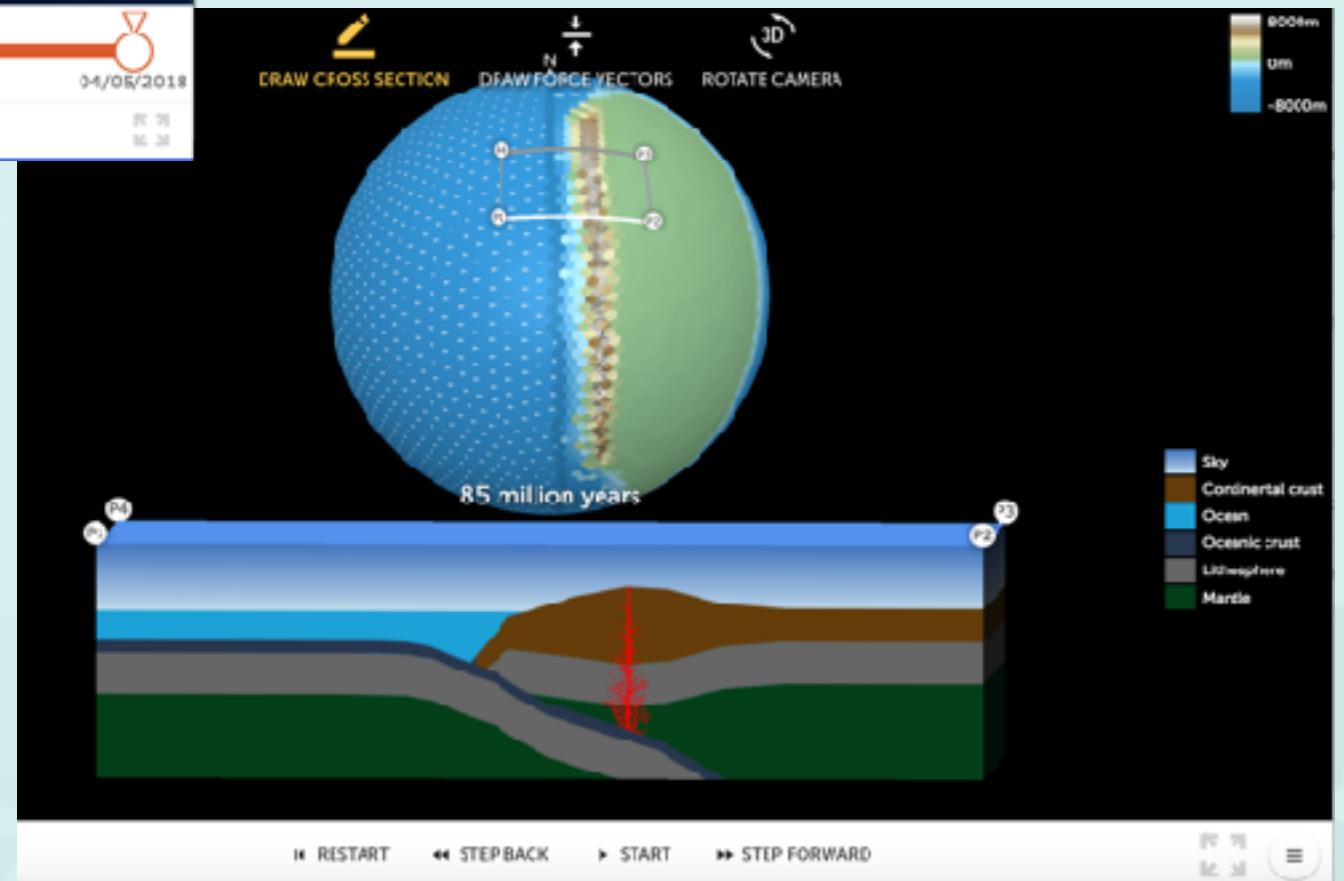 04/05/2018
DRAW CROSS SECTION
DRAW FORCE VECTORS
3D
ROTATE CAMERA
N
8000m
0m
-8000m
P4
P3
P1
P2
85 million years
P4
P3
P1
P2
Sky
Continental crust
Ocean
Oceanic crust
Lithosphere
Mantle
RESTART
STEP BACK
START
STEP FORWARD